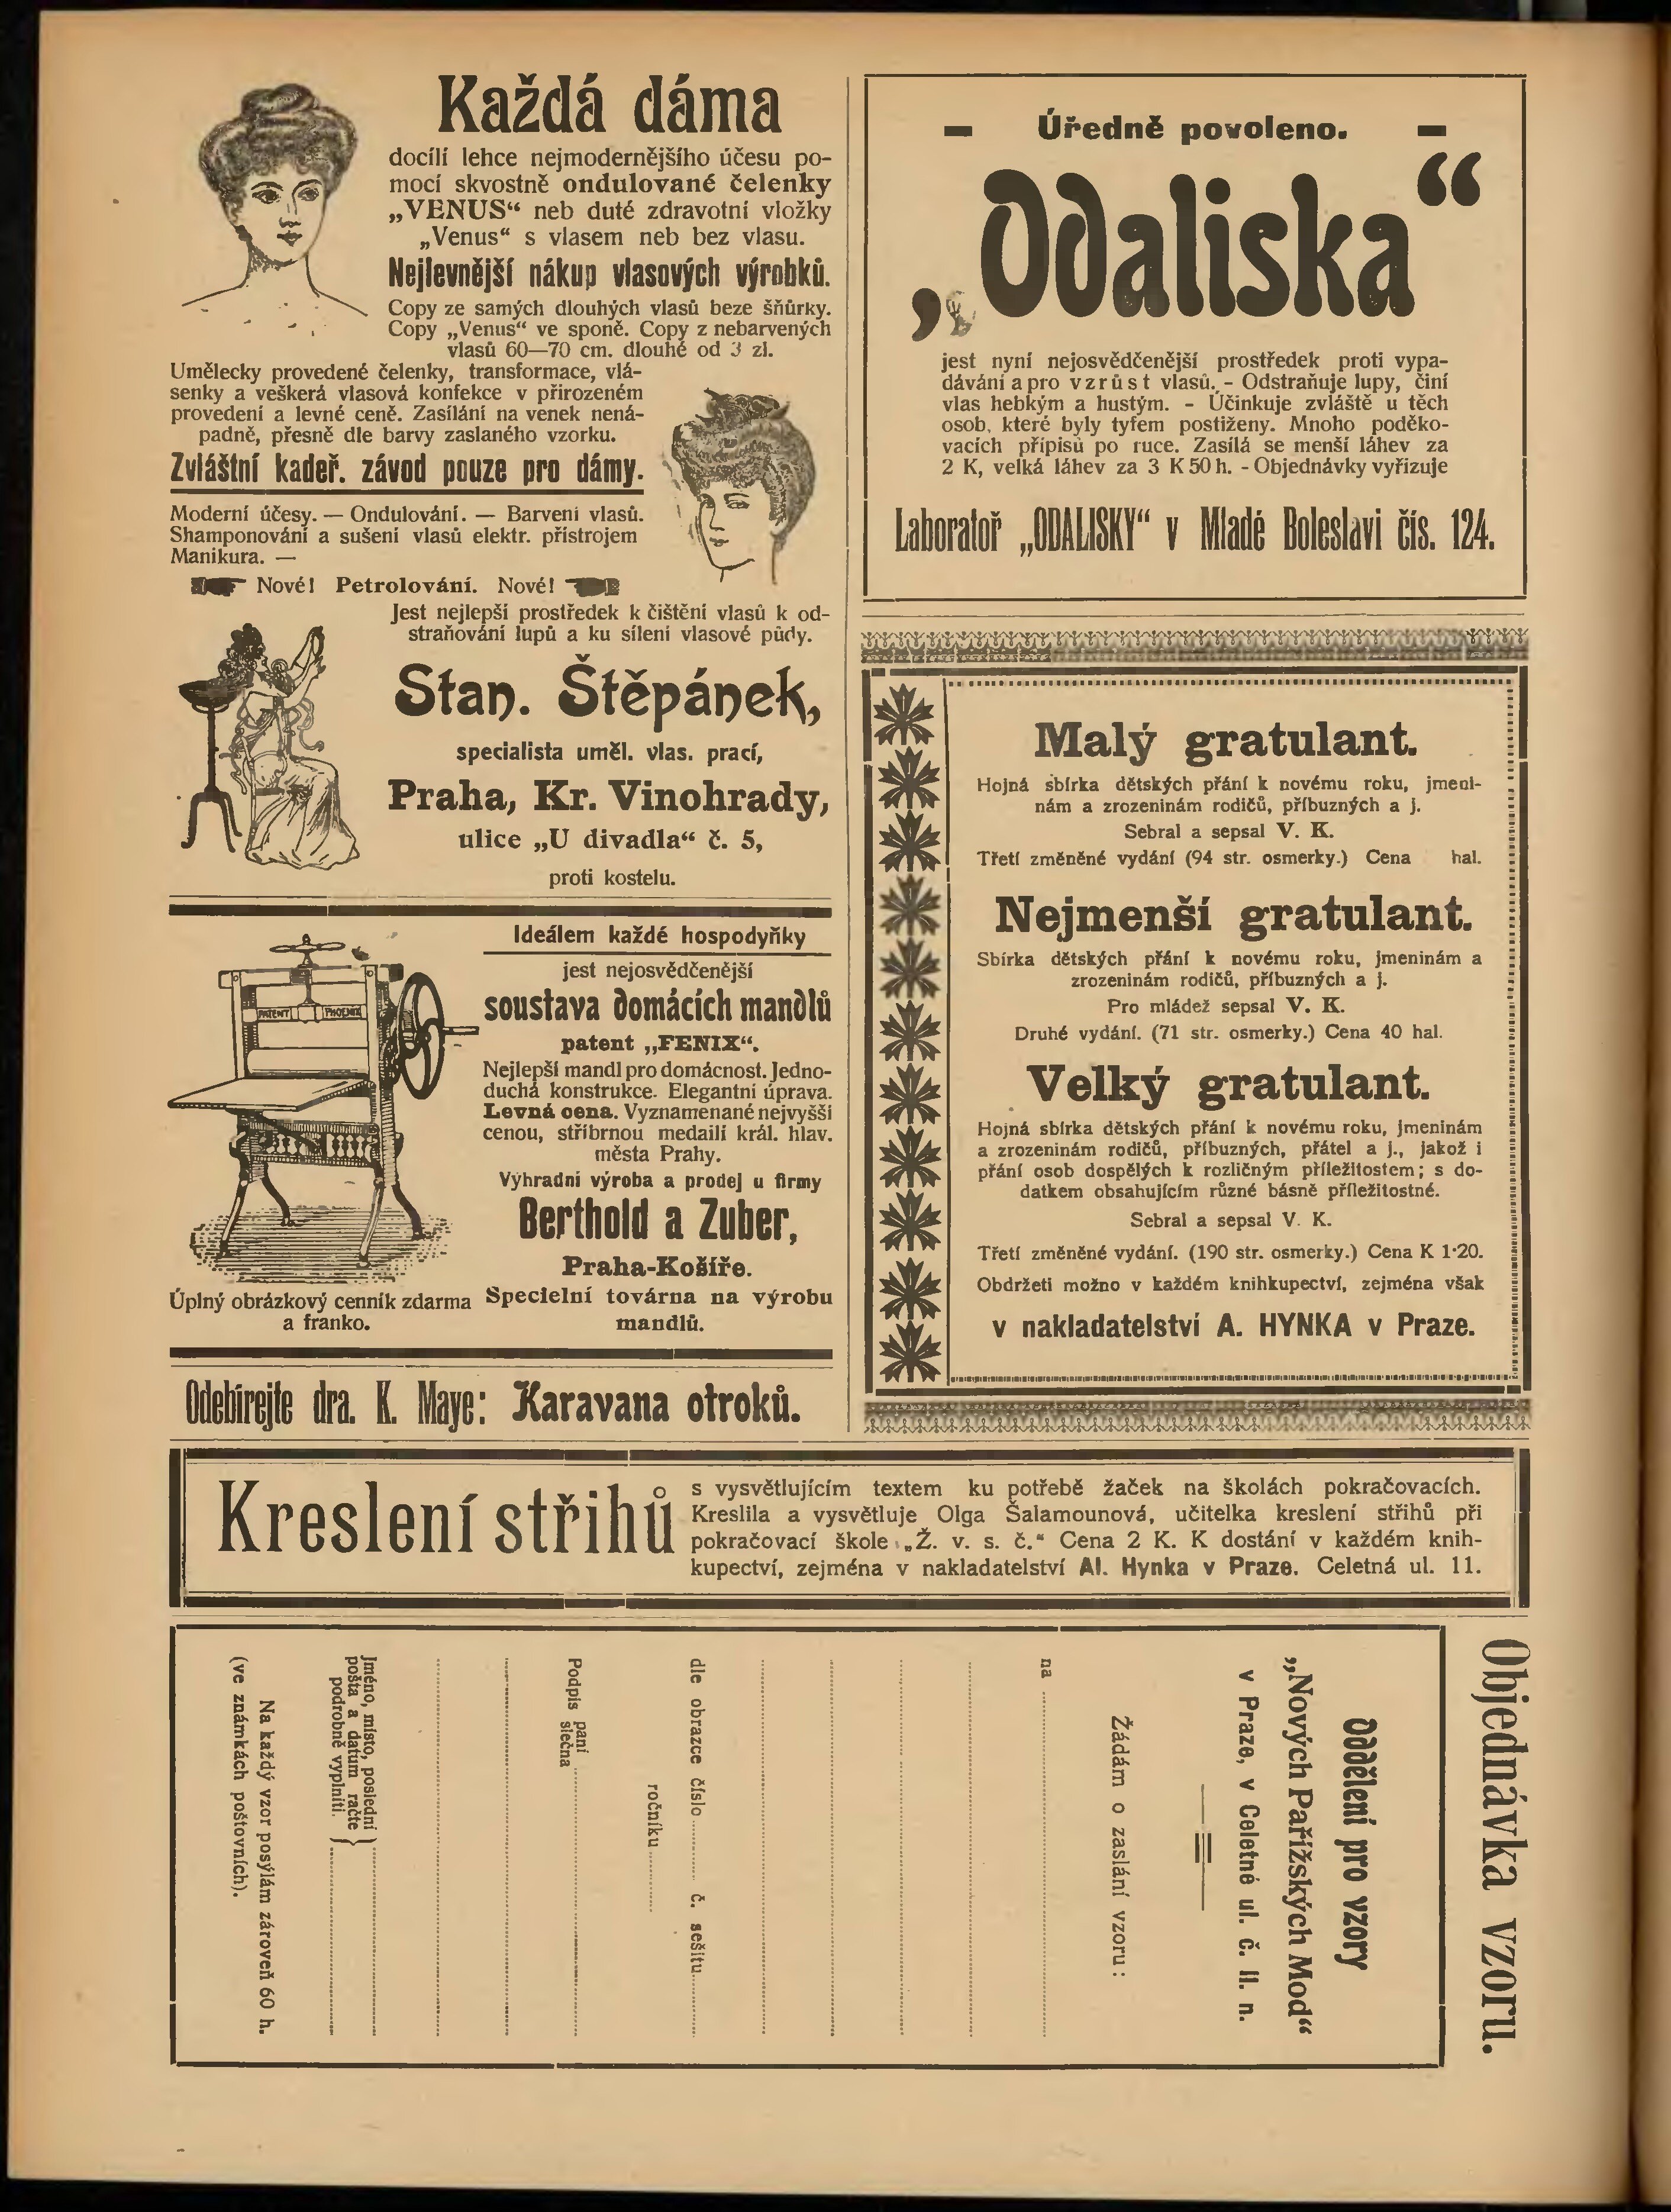 Každá dáma
docílí lehce nejmodernějšího účesu po-
mocí skvostně ondulované čelenky
„VENUS“ neb duté zdravotní vložky
„Venus“ s vlasem neb bez vlasu.
Nejlevnější nákup vlasových výrobků.
Copy ze samých dlouhých vlasů beze šňůrky.
Copy „Venus“ ve sponě. Copy z nebarvených
vlasů 60—70 cm. dlouhé od 3 zl.
Umělecky provedené čelenky, transformace, vlá-
senky a veškerá vlasová konfekce v přirozeném
provedení a levné ceně. Zasílání na venek nená-
padně, přesně dle barvy zaslaného vzorku.
Zvláštní kadeř. závod pouze pro dámy.
Moderní účesy. — Ondulování. — Barvení vlasů.
Shamponování a sušení vlasů elektr. přístrojem
Manikura. —
Nové! Petrolování. Nové!
Jest nejlepší prostředek k čištění vlasů k od-
straňování lupů a ku sílení vlasové půdy.
Stan. Štěpánek,
specialista uměl. vlas. prací,
Praha, Kr. Vinohrady,
ulice „U divadla“ č. 5,
proti kostelu.
Ideálem každé hospodyňky
jest nejosvědčenější
soustava domácích mandlů
patent „FENIX“.
PATENT PHOENIX
Nejlepší mandl pro domácnost. Jedno-
duchá konstrukce. Elegantní úprava.
Levná cena. Vyznamenané nejvyšší
cenou, stříbrnou medailí král. hlav.
města Prahy.
Výhradní výroba a prodej u firmy
Berthold a Zuber,
Praha-Košíře.
Specielní továrna na výrobu
mandlů.
Úplný obrázkový cenník zdarma
a franko.
Odebírejte dra. K. Maye: Karavana otroků.
– Úředně povoleno. –
„Odaliska“
jest nyní nejosvědčenější prostředek proti vypa-
dávání a pro vzrůst vlasů. - Odstraňuje lupy, činí
vlas hebkým a hustým. - Účinkuje zvláště u těch
osob, které byly tyfem postiženy. Mnoho poděko-
vacích přípisů po ruce. Zasílá se menší láhev za
2 K, velká láhev za 3 K 50 h. - Objednávky vyřizuje
Laboratoř „ODALISKY“ v Mladé Boleslavi čís. 124.
Malý gratulant.
Hojná sbírka dětských přání k novému roku, jmeni-
nám a zrozeninám rodičů, příbuzných a j.
Sebral a sepsal V. K.
Třetí změněné vydání (94 str. osmerky.) Cena hal.
Nejmenší gratulant.
Sbírka dětských přání k novému roku, jmeninám a
zrozeninám rodičů, příbuzných a j.
Pro mládež sepsal V. K.
Druhé vydání. (71 str. osmerky.) Cena 40 hal.
Velký gratulant.
Hojná sbírka dětských přání k novému roku, jmeninám
a zrozeninám rodičů, příbuzných, přátel a j., jakož i
přání osob dospělých k rozličným příležitostem; s do-
datkem obsahujícím různé básně příležitostné.
Sebral a sepsal V. K.
Třetí změněné vydání. (190 str. osmerky.) Cena K 1·20.
Obdržeti možno v každém knihkupectví, zejména však
v nakladatelství A. HYNKA v Praze.
Kreslení střihů
s vysvětlujícím textem ku potřebě žaček na školách pokračovacích.
Kreslila a vysvětluje Olga Šalamounová, učitelka kreslení střihů při
pokračovací škole „Ž. v. s. č.“ Cena 2 K. K dostání v každém knih-
kupectví, zejména v nakladatelství Al. Hynka v Praze. Celetná ul. 11.
Objednávka vzoru.
Oddělení pro vzory
„Nových Pařížských Mod“
v Praze, v Celetné ul. č. 11. n.
Žádám o zaslání vzoru:
na
dle obrazce číslo č. sešitu
ročníku
Podpis paní
slečna
Jméno, místo, poslední
pošta a datum račte
podrobně vyplniti.
Na každý vzor posýlám zároveň 60 h.
(ve známkách poštovních).